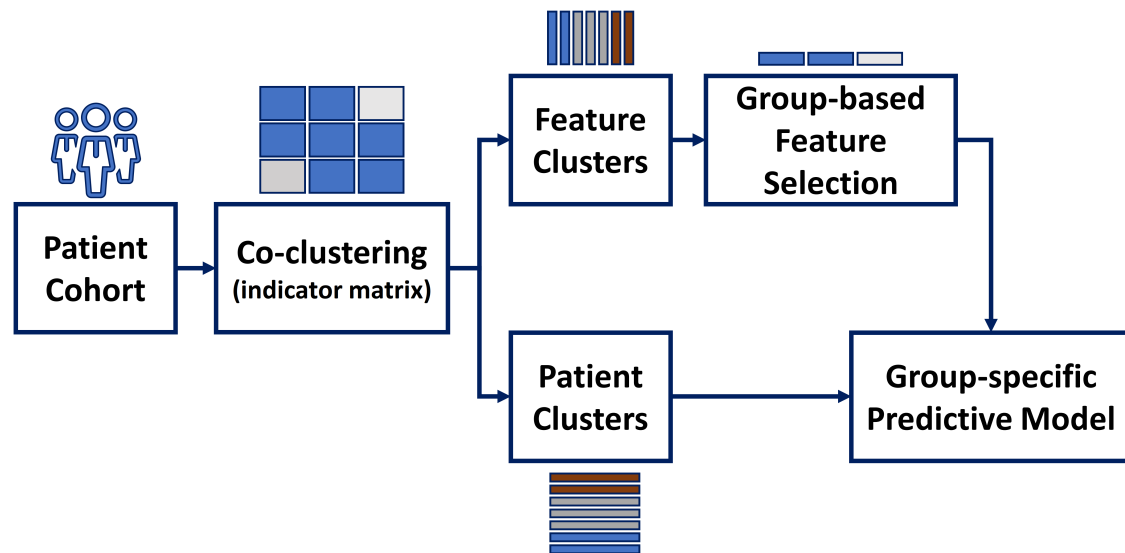 Patient
Cohort
Co-clustering
(indicator matrix)
Feature
Clusters
Group-based
Feature
Selection
Patient
Clusters
Group-specific
Predictive Model